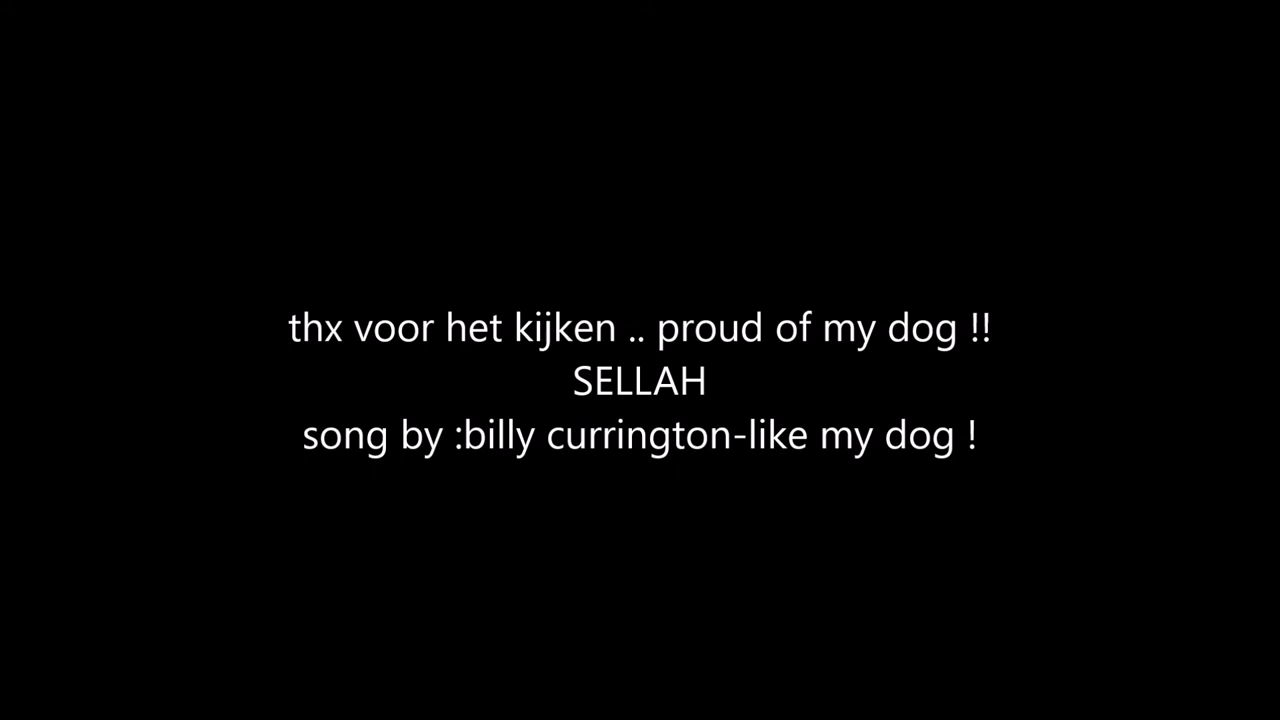 thx voor het kijken .. proud of my dog !!
SELLAH
song by :billy currington-like my dog !